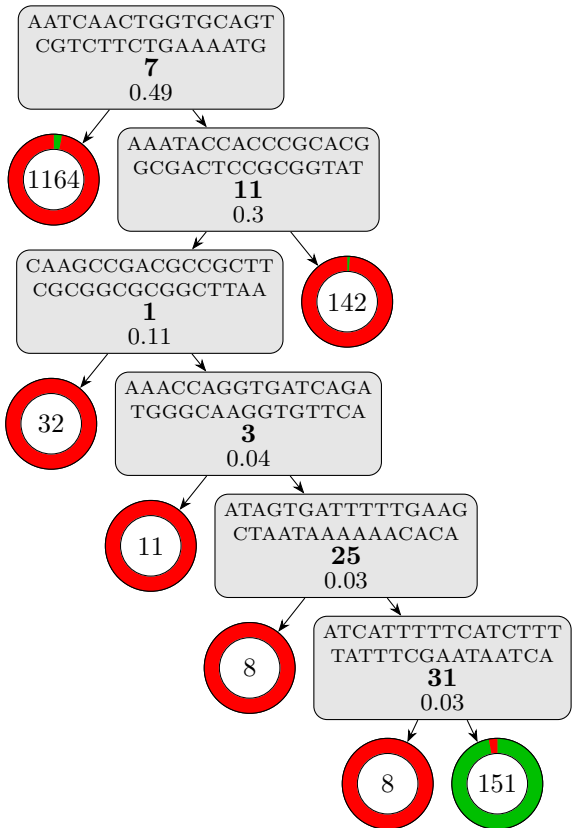 AATCAACTGGTGCAGT
CGTCTTCTGAAAATG
7
0.49
1164
AAATACCACCCGCACG
GCGACTCCGCGGTAT
11
0.3
CAAGCCGACGCCGCTT
CGCGGCGCGGCTTAA
1
0.11
142
32
AAACCAGGTGATCAGA
TGGGCAAGGTGTTCA
3
0.04
11
ATAGTGATTTTTGAAG
CTAATAAAAAACACA
25
0.03
8
ATCATTTTTCATCTTT
TATTTCGAATAATCA
31
0.03
8
151